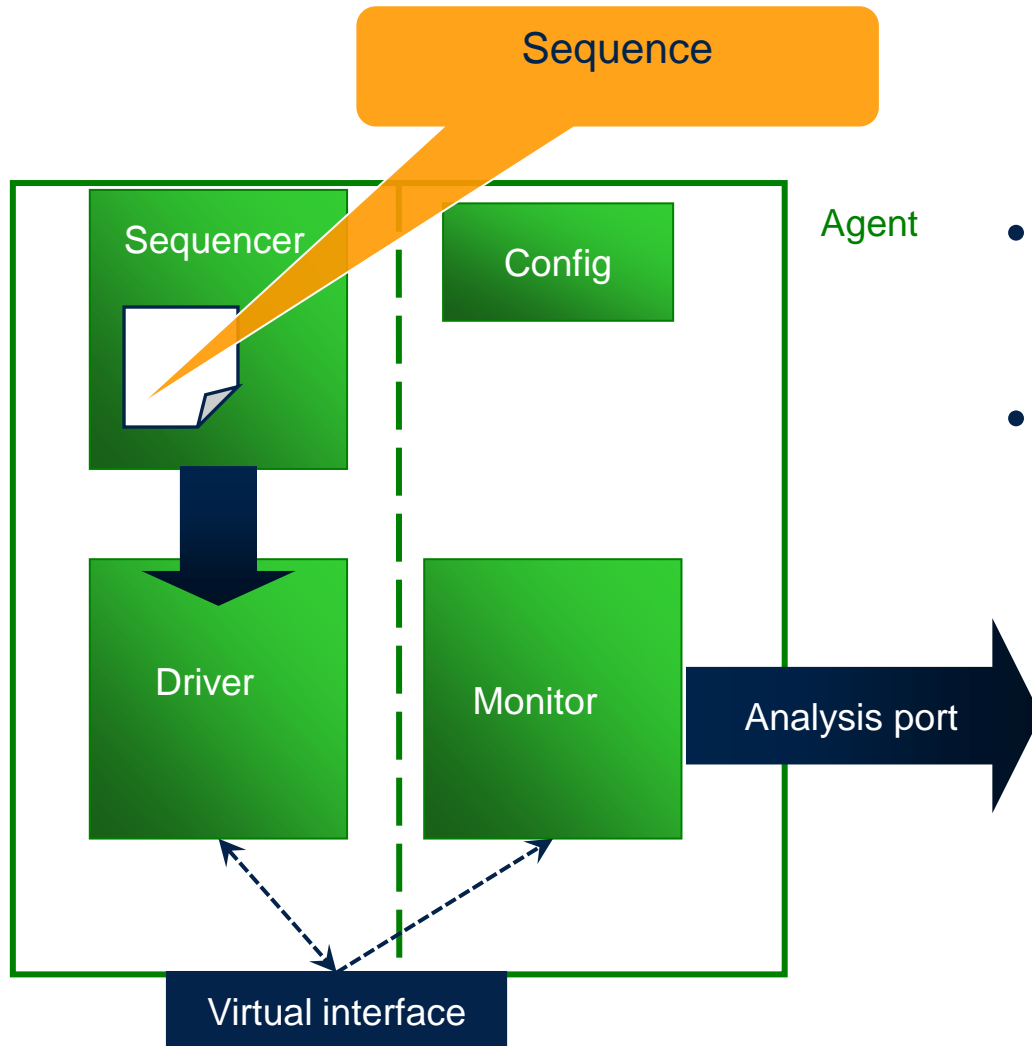 Sequence
Sequencer
Config
Agent
•
•
Driver
Monitor
Analysis port
Virtual interface